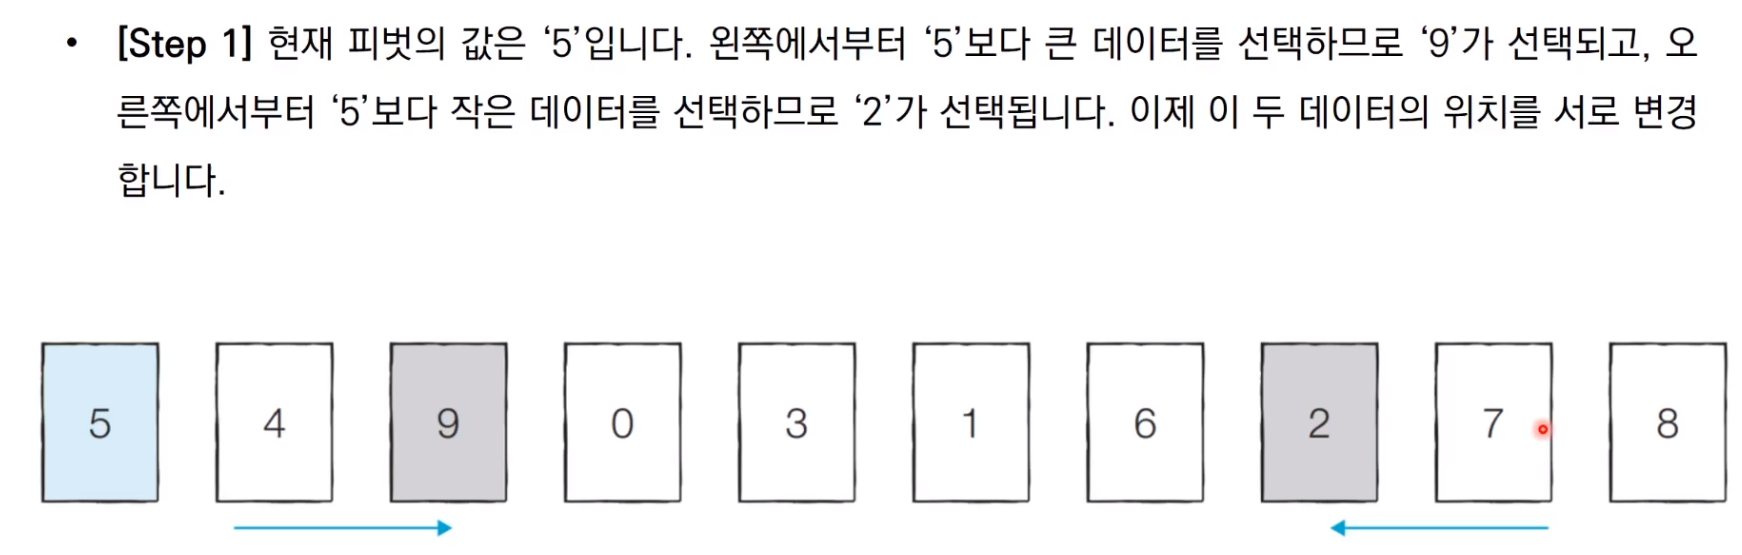 • [Step 1] 현재 피벗의 값은 ‘5’입니다. 왼쪽에서부터 ‘5’보다 큰 데이터를 선택하므로 ‘9’가 선택되고, 오
른쪽에서부터 ‘5’보다 작은 데이터를 선택하므로 ‘2’가 선택됩니다. 이제 이 두 데이터의 위치를 서로 변경
합니다.
5 4 9 0 3 1 6 2 7 8